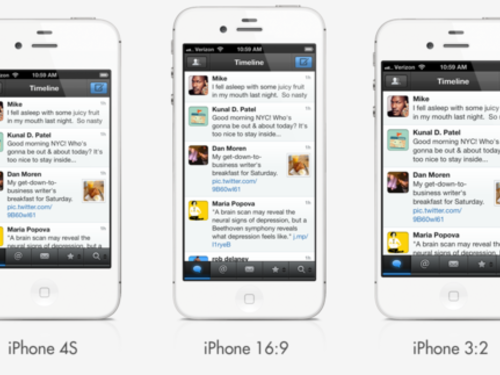 10:59 AM
Timeline
Mike
I fell asleep with some juicy fruit
in my mouth last night. So nasty
Kunal D. Patel
Good morning NYC! Who's
gonna be out & about today? It's
too nice to stay inside...
Dan Moren
My get-down-to-
business writer's
breakfast for Saturday.
pic.twitter.com/
9B60wI61
Maria Popova
"A brain scan may reveal the
neural signs of depression, but a
iPhone 4S
Verizon
10:59 AM
Timeline
Mike
I fell asleep with some juicy fruit
in my mouth last night. So nasty
Kunal D. Patel
Good morning NYC! Who's
gonna be out & about today? It's
too nice to stay inside...
Dan Moren
My get-down-to-
business writer's
breakfast for Saturday.
pic.twitter.com/
9B60wI61
Maria Popova
"A brain scan may reveal the
neural signs of depression, but a
Beethoven symphony reveals
what depression feels like." j.mp/
I1ryeB
rob delaney
iPhone 16:9
Verizon
10:59 AM
Timeline
Mike
I fell asleep with some juicy
in my mouth last night. So
Kunal D. Patel
Good morning NYC! Who's
gonna be out & about today?
too nice to stay inside...
Dan Moren
My get-down-to-
business writer's
breakfast for Saturday.
pic.twitter.com/
9B60wI61
Maria Popova
"A brain scan may reveal the
neural signs of depression,
iPhone 3:2